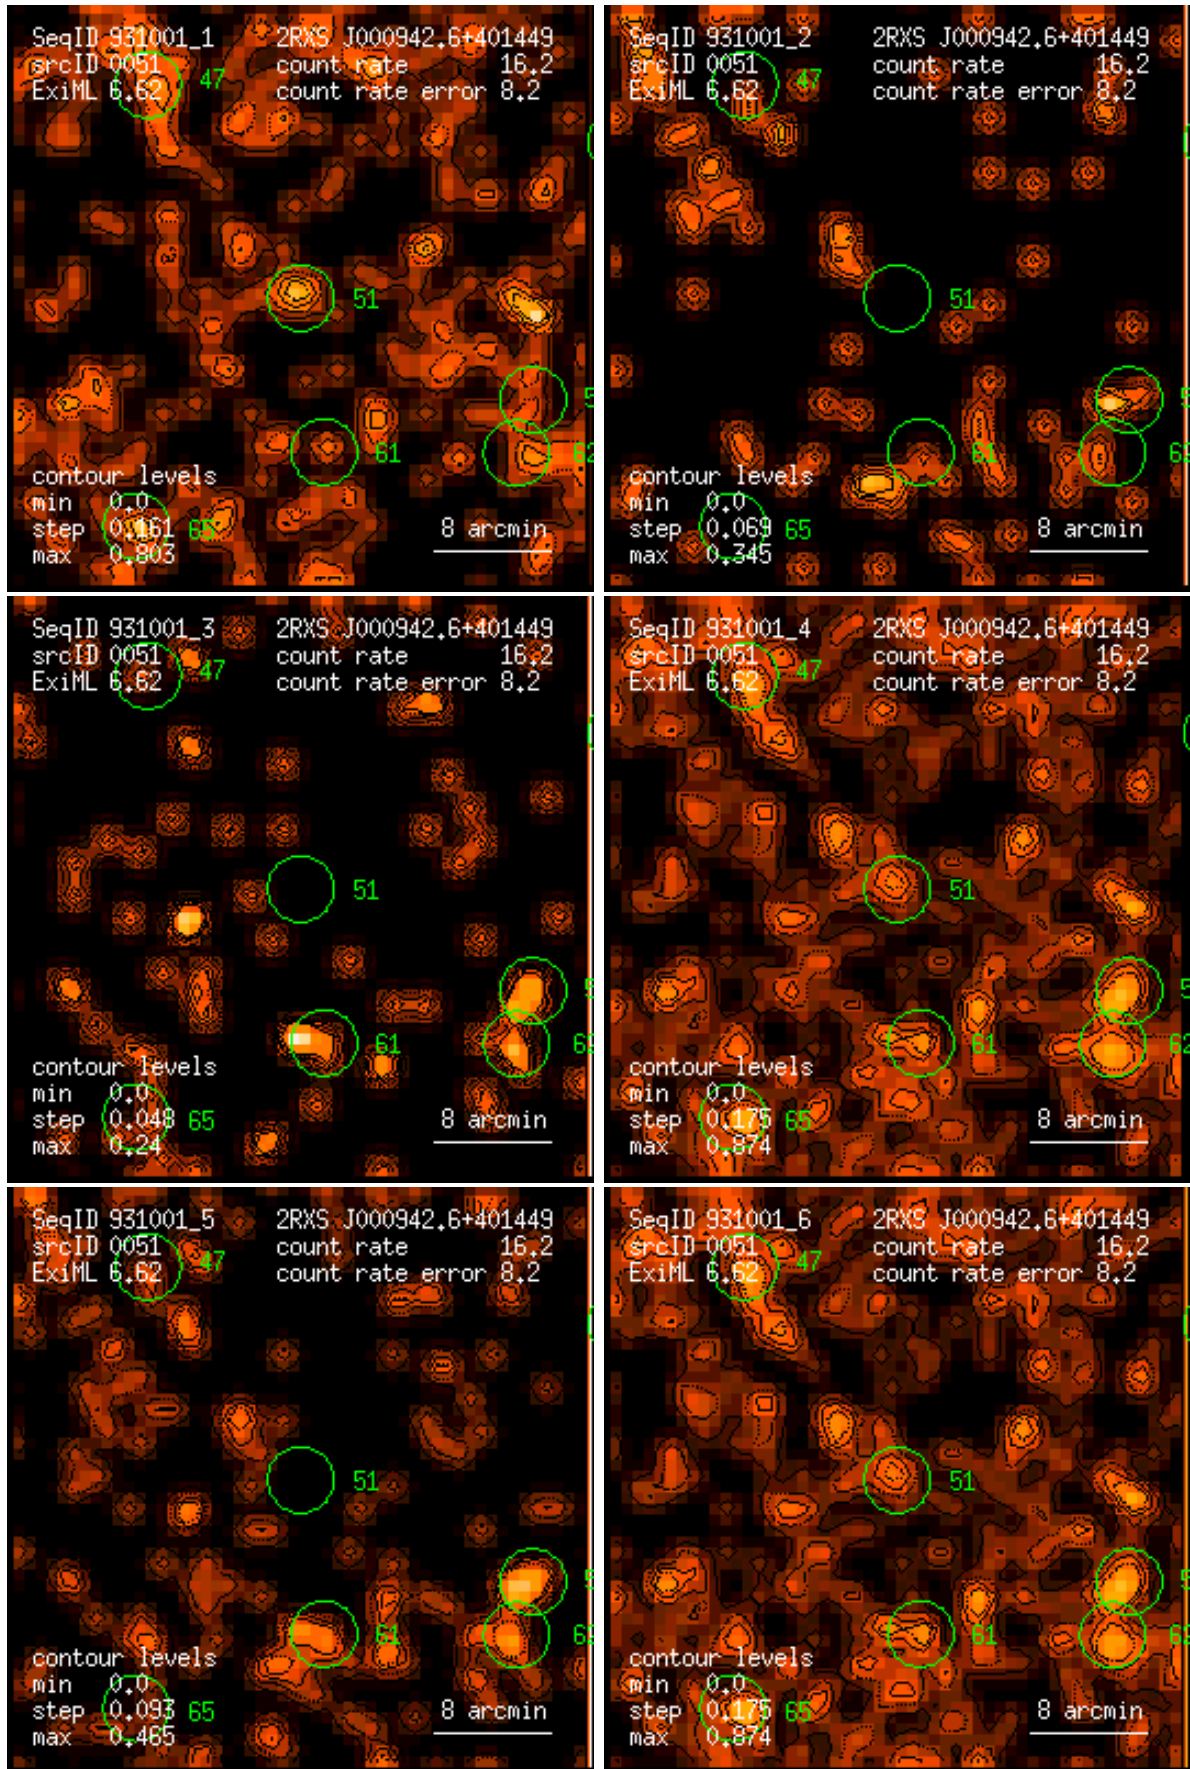 SeqID 931001_1 2RXS J000942.6+401449
srcID 0051 count rate 16.2
ExiML 6.62 47 count rate error 8.2
51
61
contour levels
min 0.0
step 0.161 65 8 arcmin
max 0.803
SeqID 931001_2 2RXS J000942.6+401449
srcID 0051 count rate 16.2
ExiML 6.62 47 count rate error 8.2
51
61
contour levels
min 0.0
step 0.069 65 8 arcmin
max 0.345
SeqID 931001_3 2RXS J000942.6+401449
srcID 0051 count rate 16.2
ExiML 6.62 47 count rate error 8.2
51
61
contour levels
min 0.0
step 0.048 65 8 arcmin
max 0.24
SeqID 931001_4 2RXS J000942.6+401449
srcID 0051 count rate 16.2
ExiML 6.62 47 count rate error 8.2
51
61 62
contour levels
min 0.0
step 0.175 65 8 arcmin
max 0.874
SeqID 931001_5 2RXS J000942.6+401449
srcID 0051 count rate 16.2
ExiML 6.62 47 count rate error 8.2
51
61
contour levels
min 0.0
step 0.093 65 8 arcmin
max 0.465
SeqID 931001_6 2RXS J000942.6+401449
srcID 0051 count rate 16.2
ExiML 6.62 47 count rate error 8.2
51
61
contour levels
min 0.0
step 0.175 65 8 arcmin
max 0.874